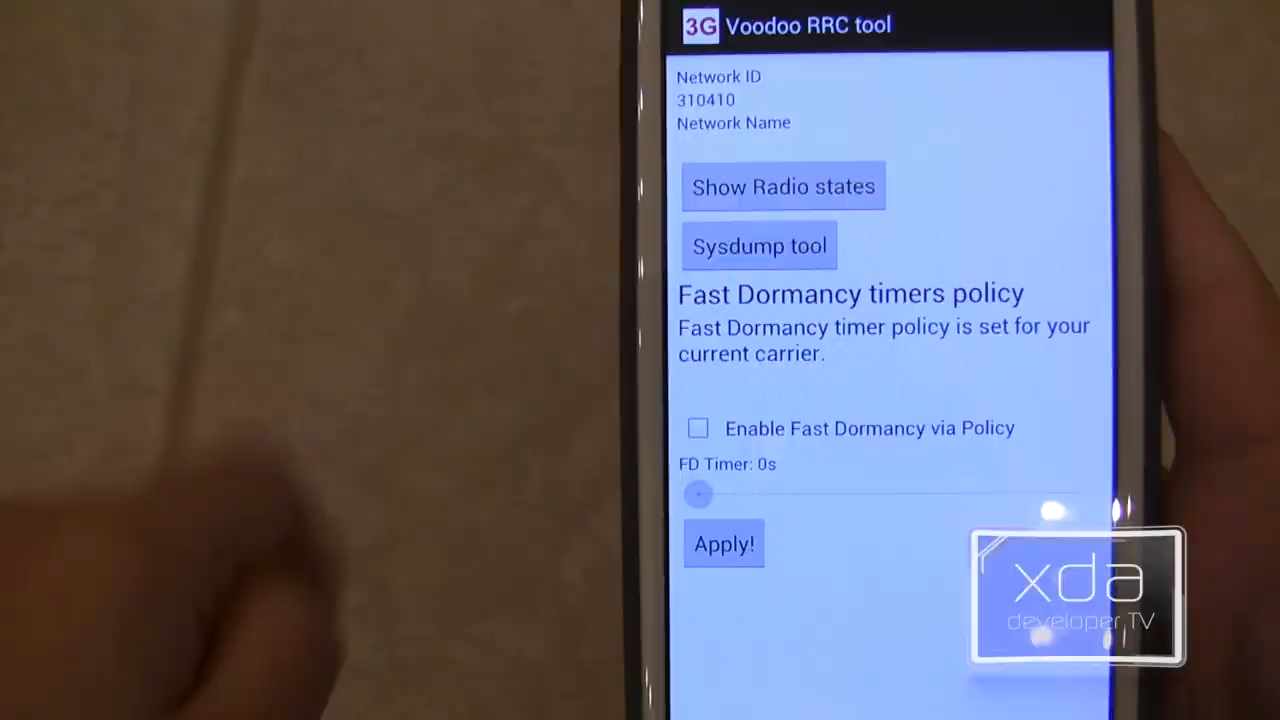 3G Voodoo RRC tool
Network ID
310410
Network Name
Show Radio states
Sysdump tool
Fast Dormancy timers policy
Fast Dormancy timer policy is set for your
current carrier.
Enable Fast Dormancy via Policy
FD Timer: 0s
Apply!
xda
developer TV